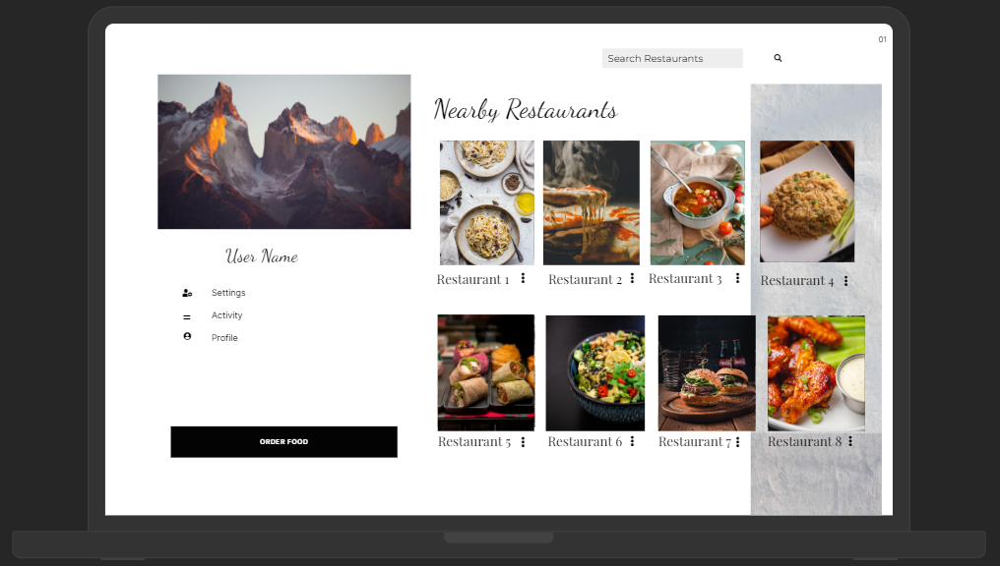 01
Search Restaurants
Nearby Restaurants
User Name
Settings
Activity
Profile
ORDER FOOD
Restaurant 1
Restaurant 2
Restaurant 3
Restaurant 4
Restaurant 5
Restaurant 6
Restaurant 7
Restaurant 8